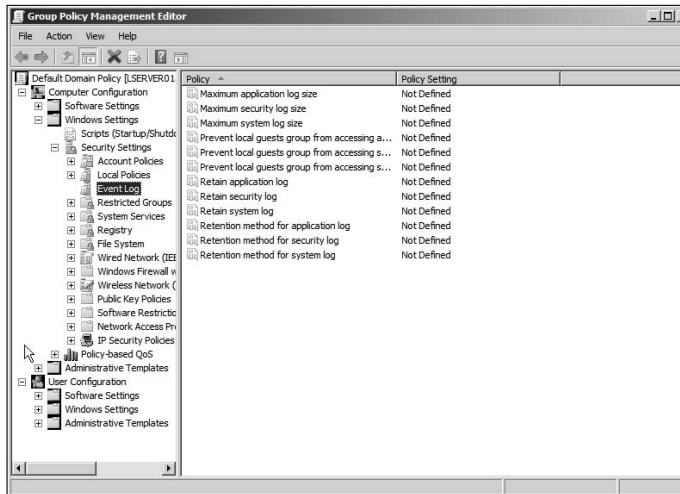 Group Policy Management Editor
File Action View Help
Default Domain Policy [LSERVER01
Computer Configuration
Software Settings
Windows Settings
Scripts (Startup/Shutdo
Security Settings
Account Policies
Local Policies
Event Log
Restricted Groups
System Services
Registry
File System
Wired Network (IEE
Windows Firewall w
Wireless Network (
Public Key Policies
Software Restrictio
Network Access Pro
IP Security Policies
Policy-based QoS
Administrative Templates
User Configuration
Software Settings
Windows Settings
Administrative Templates
Policy Policy Setting
Maximum application log size Not Defined
Maximum security log size Not Defined
Maximum system log size Not Defined
Prevent local guests group from accessing a... Not Defined
Prevent local guests group from accessing s... Not Defined
Prevent local guests group from accessing s... Not Defined
Retain application log Not Defined
Retain security log Not Defined
Retain system log Not Defined
Retention method for application log Not Defined
Retention method for security log Not Defined
Retention method for system log Not Defined